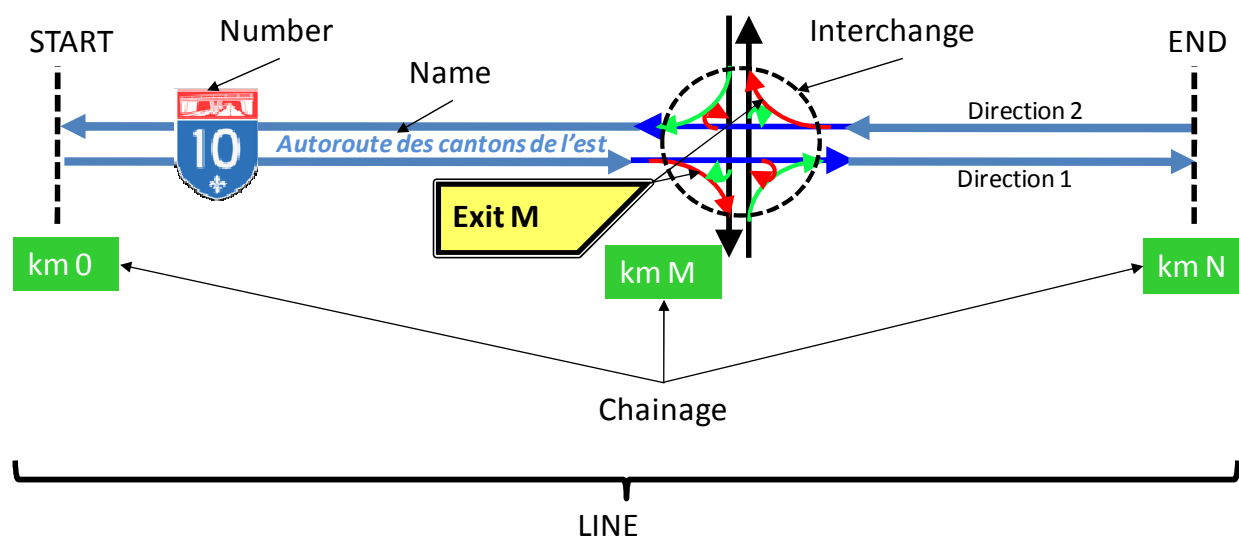 START
Number
Interchange
END
Name
Direction 2
10
Autoroute des cantons de l'est
Direction 1
Exit M
km 0
km M
km N
Chainage
LINE